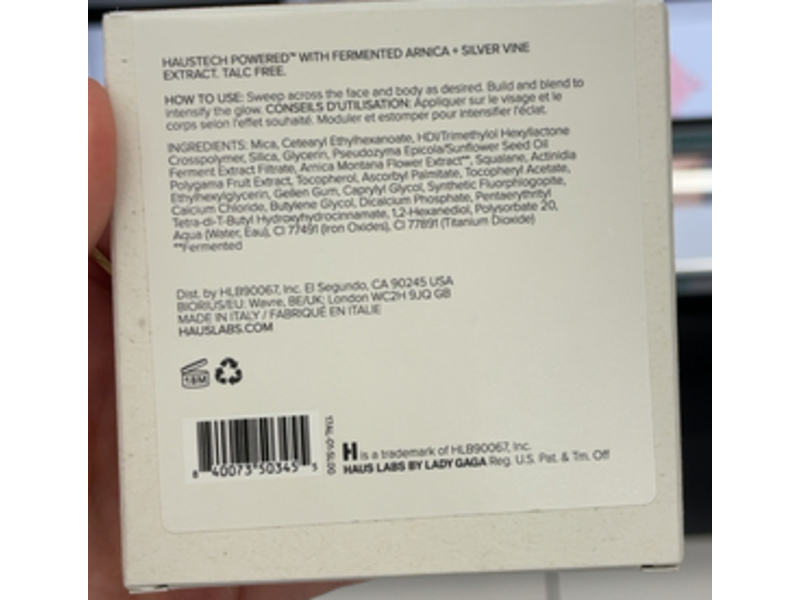 HAUSTECH POWERED™ WITH FERMENTED ARNICA + SILVER VINE
EXTRACT. TALC FREE.
HOW TO USE: Sweep across the face and body as desired. Build and blend to
intensify the glow. CONSEILS D'UTILISATION: Appliquer sur le visage et le
corps selon l'effet souhaité. Moduler et estomper pour intensifier l'éclat.
INGREDIENTS: Mica, Cetearyl Ethylhexanoate, HDI/Trimethylol Hexyllactone
Crosspolymer, Silica, Glycerin, Pseudozyma Epicola/Sunflower Seed Oil
Ferment Extract Filtrate, Arnica Montana Flower Extract**, Squalane, Actinidia
Polygama Fruit Extract, Tocopherol, Ascorbyl Palmitate, Tocopheryl Acetate,
Ethylhexylglycerin, Gellan Gum, Caprylyl Glycol, Synthetic Fluorphlogopite,
Calcium Chloride, Butylene Glycol, Dicalcium Phosphate, Pentaerythrityl
Tetra-di-T-Butyl Hydroxyhydrocinnamate, 1,2-Hexanediol, Polysorbate 20,
Aqua (Water, Eau), CI 77491 (Iron Oxides), CI 77891 (Titanium Dioxide)
**Fermented
Dist. by HLB90067, Inc. El Segundo, CA 90245 USA
BIORIUS/EU: Wavre, BE/UK: London WC2H 9JQ GB
MADE IN ITALY / FABRIQUÉ EN ITALIE
HAUSLABS.COM
18M
8 40073 50345 5
17AL-01-SL00
H is a trademark of HLB90067, Inc.
HAUS LABS BY LADY GAGA Reg. U.S. Pat. & Tm. Off